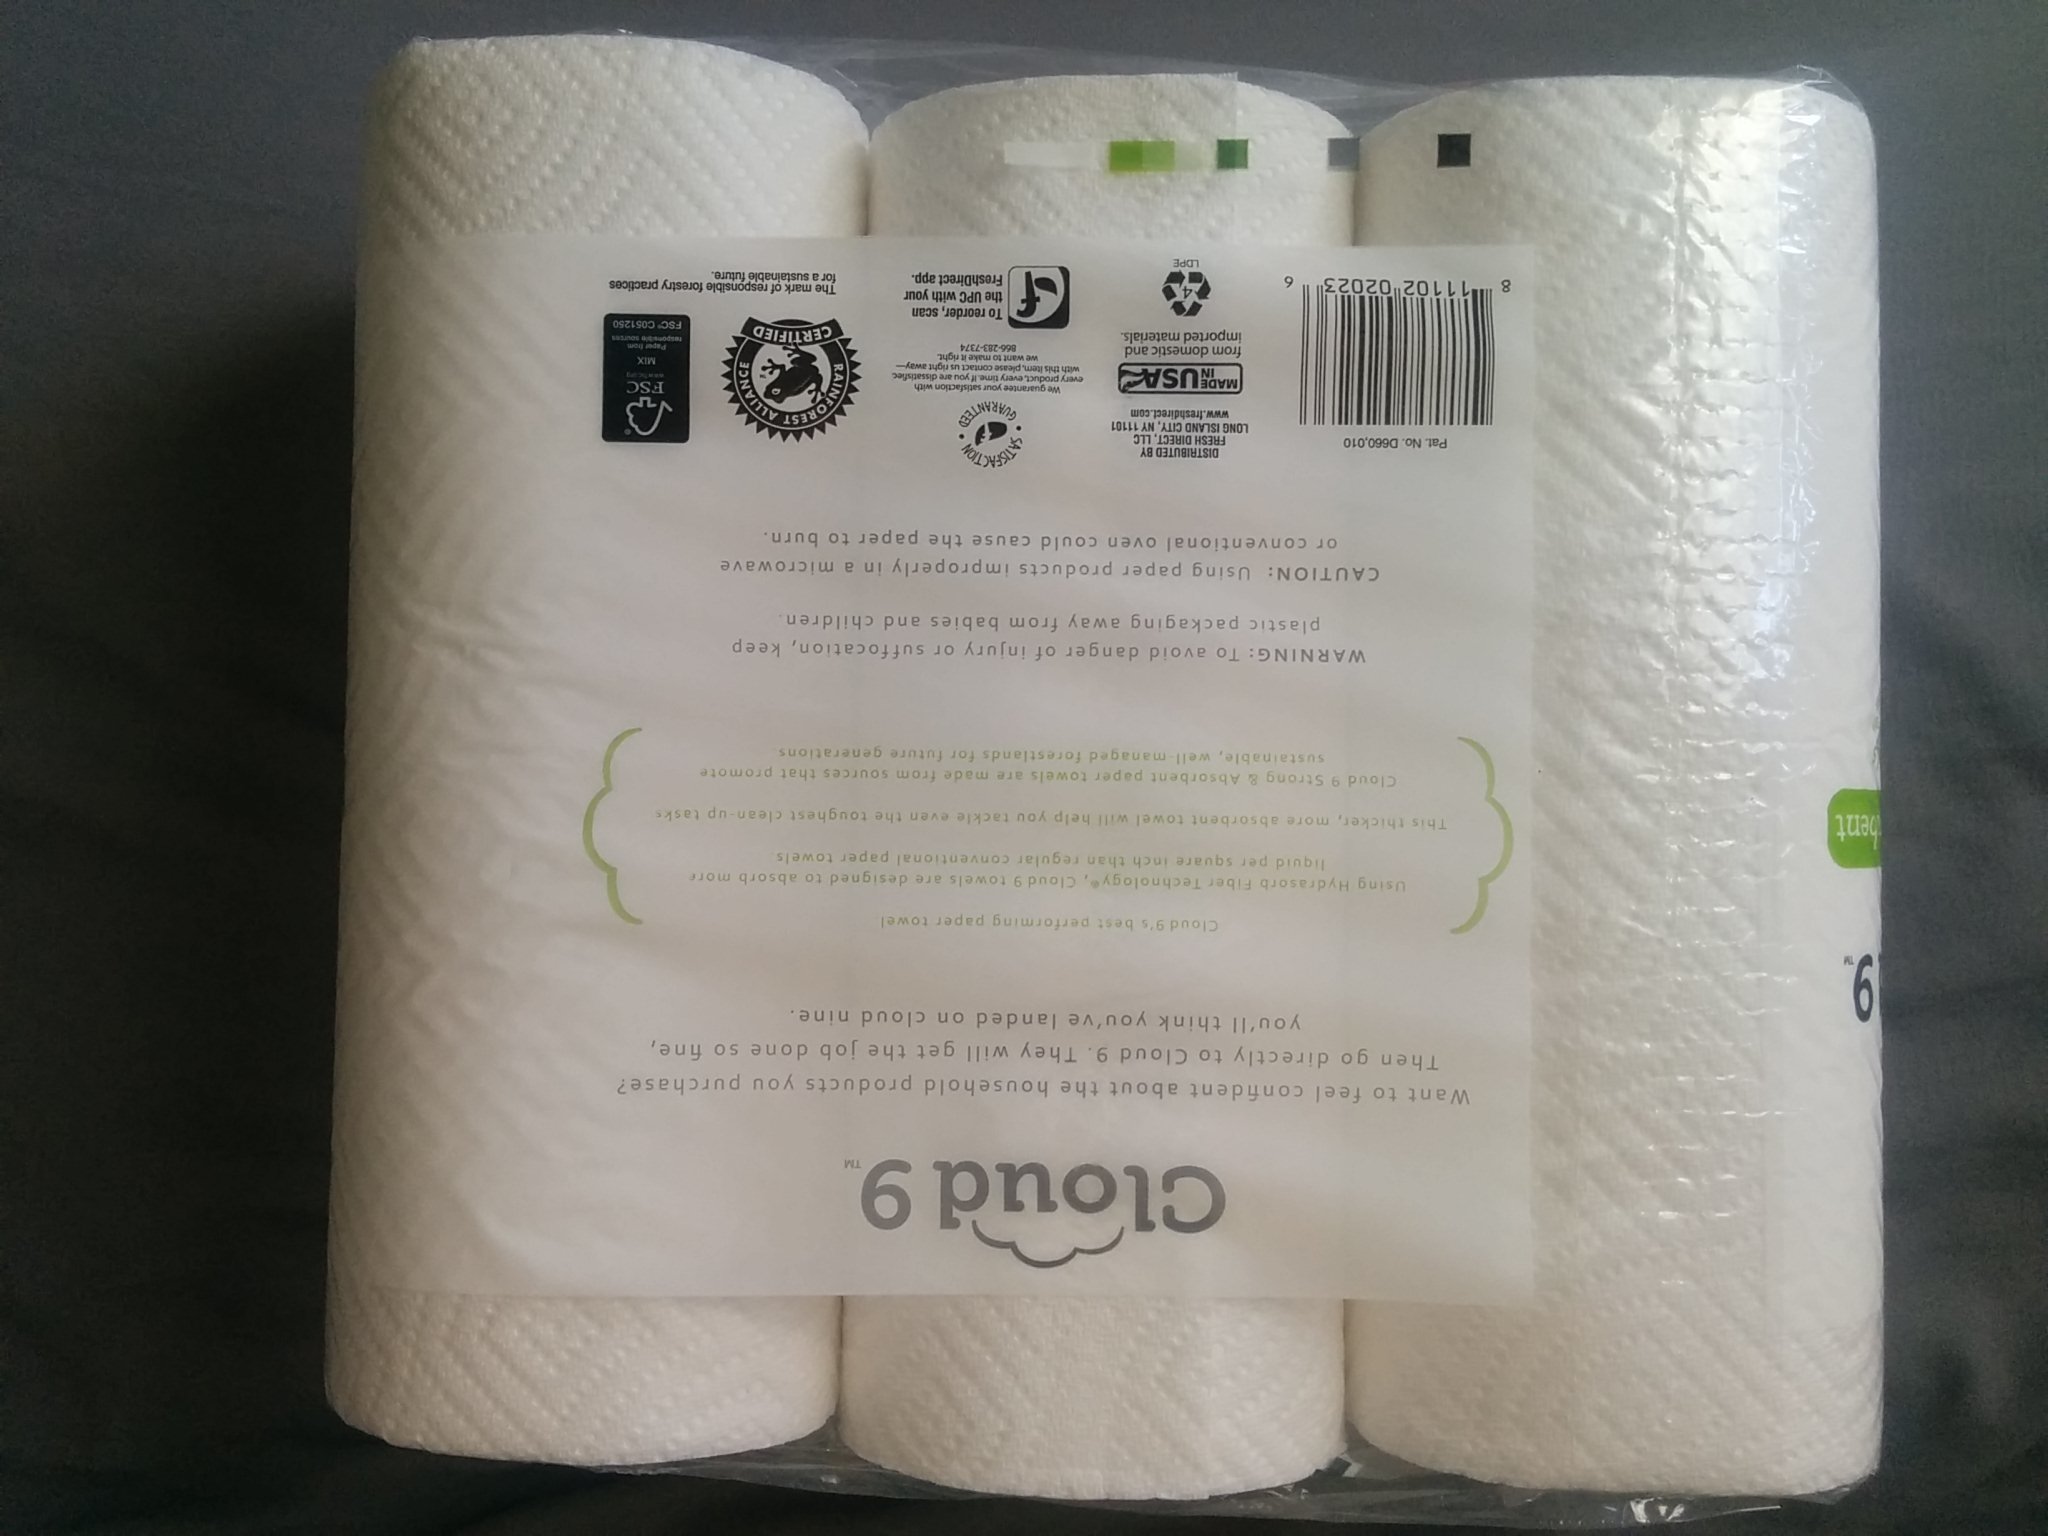 Cloud 9™
Want to feel confident about the household products you purchase?
Then go directly to Cloud 9. They will get the job done so fine,
you'll think you've landed on cloud nine.
Cloud 9's best performing paper towel
Using Hydrasorb Fiber Technology®, Cloud 9 towels are designed to absorb more
liquid per square inch than regular conventional paper towels.
This thicker, more absorbent towel will help you tackle even the toughest clean-up tasks
Cloud 9 Strong & Absorbent paper towels are made from sources that promote
sustainable, well-managed forestlands for future generations.
WARNING: To avoid danger of injury or suffocation, keep
plastic packaging away from babies and children.
CAUTION: Using paper products improperly in a microwave
or conventional oven could cause the paper to burn.
Pat. No. D660,010
8 11102 02023 6
DISTRIBUTED BY
FRESH DIRECT, LLC
LONG ISLAND CITY, NY 11101
www.freshdirect.com
MADE IN USA
from domestic and
imported materials.
4
LDPE
SATISFACTION • GUARANTEED •
We guarantee your satisfaction with
every product, every time. If you are dissatisfied
with this item, please contact us right away—
we want to make it right.
866-283-7374
f
To reorder, scan
the UPC with your
FreshDirect app.
RAINFOREST ALLIANCE
CERTIFIED
FSC®
www.fsc.org
MIX
Paper from
responsible sources
FSC® C051250
The mark of responsible forestry practices
for a sustainable future.
9™
bent